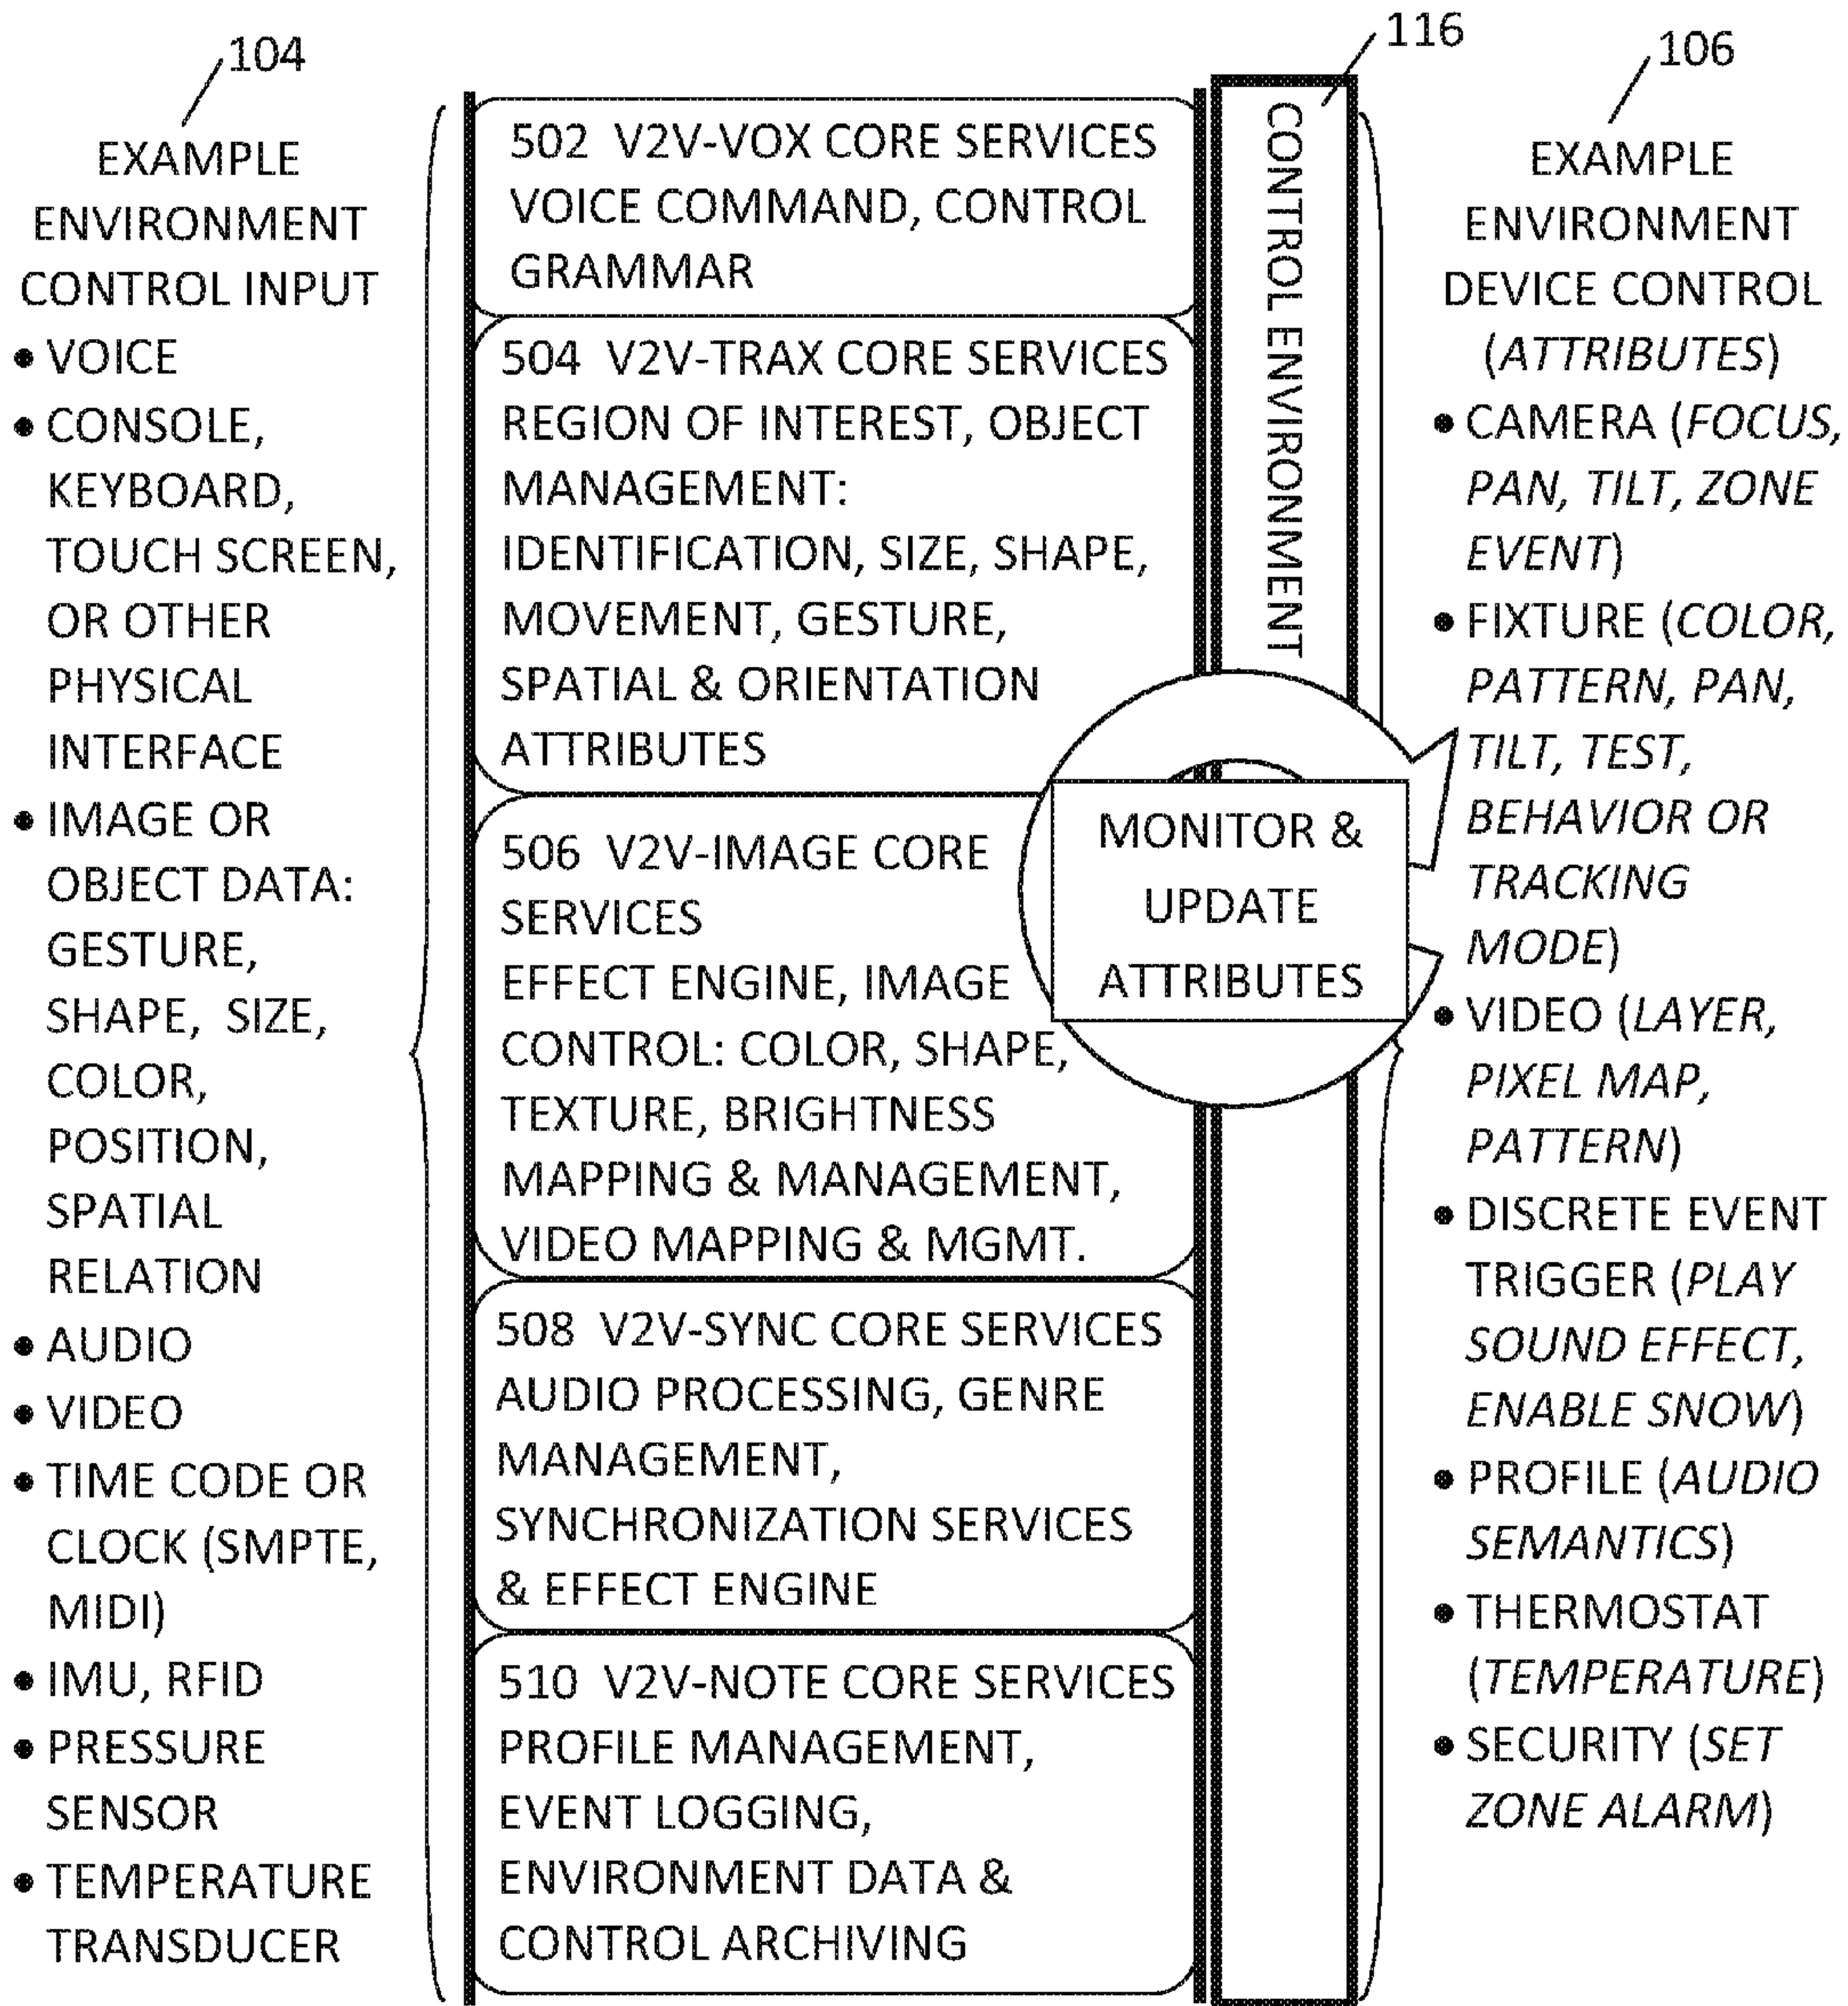 104
EXAMPLE
ENVIRONMENT
CONTROL INPUT
• VOICE
• CONSOLE,
KEYBOARD,
TOUCH SCREEN,
OR OTHER
PHYSICAL
INTERFACE
• IMAGE OR
OBJECT DATA:
GESTURE,
SHAPE, SIZE,
COLOR,
POSITION,
SPATIAL
RELATION
• AUDIO
• VIDEO
• TIME CODE OR
CLOCK (SMPTE,
MIDI)
• IMU, RFID
• PRESSURE
SENSOR
• TEMPERATURE
TRANSDUCER
502 V2V-VOX CORE SERVICES
VOICE COMMAND, CONTROL
GRAMMAR
504 V2V-TRAX CORE SERVICES
REGION OF INTEREST, OBJECT
MANAGEMENT:
IDENTIFICATION, SIZE, SHAPE,
MOVEMENT, GESTURE,
SPATIAL & ORIENTATION
ATTRIBUTES
506 V2V-IMAGE CORE
SERVICES
EFFECT ENGINE, IMAGE
CONTROL: COLOR, SHAPE,
TEXTURE, BRIGHTNESS
MAPPING & MANAGEMENT,
VIDEO MAPPING & MGMT.
508 V2V-SYNC CORE SERVICES
AUDIO PROCESSING, GENRE
MANAGEMENT,
SYNCHRONIZATION SERVICES
& EFFECT ENGINE
510 V2V-NOTE CORE SERVICES
PROFILE MANAGEMENT,
EVENT LOGGING,
ENVIRONMENT DATA &
CONTROL ARCHIVING
116
CONTROL ENVIRONMENT
MONITOR &
UPDATE
ATTRIBUTES
106
EXAMPLE
ENVIRONMENT
DEVICE CONTROL
(ATTRIBUTES)
• CAMERA (FOCUS,
PAN, TILT, ZONE
EVENT)
• FIXTURE (COLOR,
PATTERN, PAN,
TILT, TEST,
BEHAVIOR OR
TRACKING
MODE)
• VIDEO (LAYER,
PIXEL MAP,
PATTERN)
• DISCRETE EVENT
TRIGGER (PLAY
SOUND EFFECT,
ENABLE SNOW)
• PROFILE (AUDIO
SEMANTICS)
• THERMOSTAT
(TEMPERATURE)
• SECURITY (SET
ZONE ALARM)